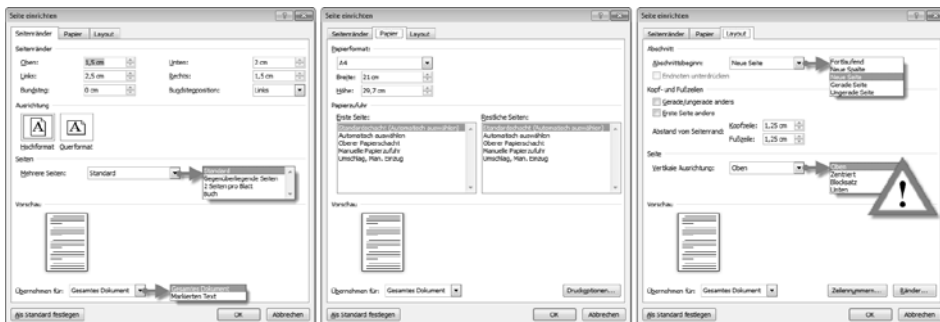 Seite einrichten
Seitenränder Papier Layout
Seitenränder
Oben: 1,5 cm Unten: 2 cm
Links: 2,5 cm Rechts: 1,5 cm
Bundsteg: 0 cm Bundstegposition: Links
Ausrichtung
Hochformat Querformat
Seiten
Mehrere Seiten: Standard
Standard
Gegenüberliegende Seiten
2 Seiten pro Blatt
Buch
Vorschau
Übernehmen für: Gesamtes Dokument
Gesamtes Dokument
Markierten Text
Als Standard festlegen OK Abbrechen
Seite einrichten
Seitenränder Papier Layout
Papierformat:
A4
Breite: 21 cm
Höhe: 29,7 cm
Papierzufuhr
Erste Seite: Restliche Seiten:
Standardschacht (Automatisch auswählen) Standardschacht (Automatisch auswählen)
Automatisch auswählen Automatisch auswählen
Oberer Papierschacht Oberer Papierschacht
Manuelle Papierzufuhr Manuelle Papierzufuhr
Umschlag, Man. Einzug Umschlag, Man. Einzug
Vorschau
Übernehmen für: Gesamtes Dokument Druckoptionen...
Als Standard festlegen OK Abbrechen
Seite einrichten
Seitenränder Papier Layout
Abschnitt
Abschnittsbeginn: Neue Seite
Fortlaufend
Neue Spalte
Neue Seite
Gerade Seite
Ungerade Seite
Endnoten unterdrücken
Kopf- und Fußzeilen
Gerade/ungerade anders
Erste Seite anders
Abstand vom Seitenrand: Kopfzeile: 1,25 cm
Fußzeile: 1,25 cm
Seite
Vertikale Ausrichtung: Oben
Oben
Zentriert
Blocksatz
Unten
!
Vorschau
Übernehmen für: Gesamtes Dokument
Zeilennummern... Ränder...
Als Standard festlegen OK Abbrechen